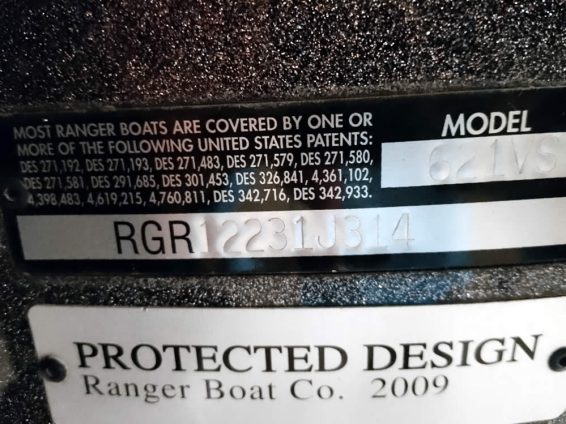 MOST RANGER BOATS ARE COVERED BY ONE OR
MORE OF THE FOLLOWING UNITED STATES PATENTS:
DES 271,192, DES 271,193, DES 271,483, DES 271,579, DES 271,580,
DES 271,581, DES 291,685, DES 301,453, DES 326,841, 4,361,102,
4,398,483, 4,619,215, 4,760,811, DES 342,716, DES 342,933.
MODEL
621VS
RGR12231J314
PROTECTED DESIGN
Ranger Boat Co. 2009